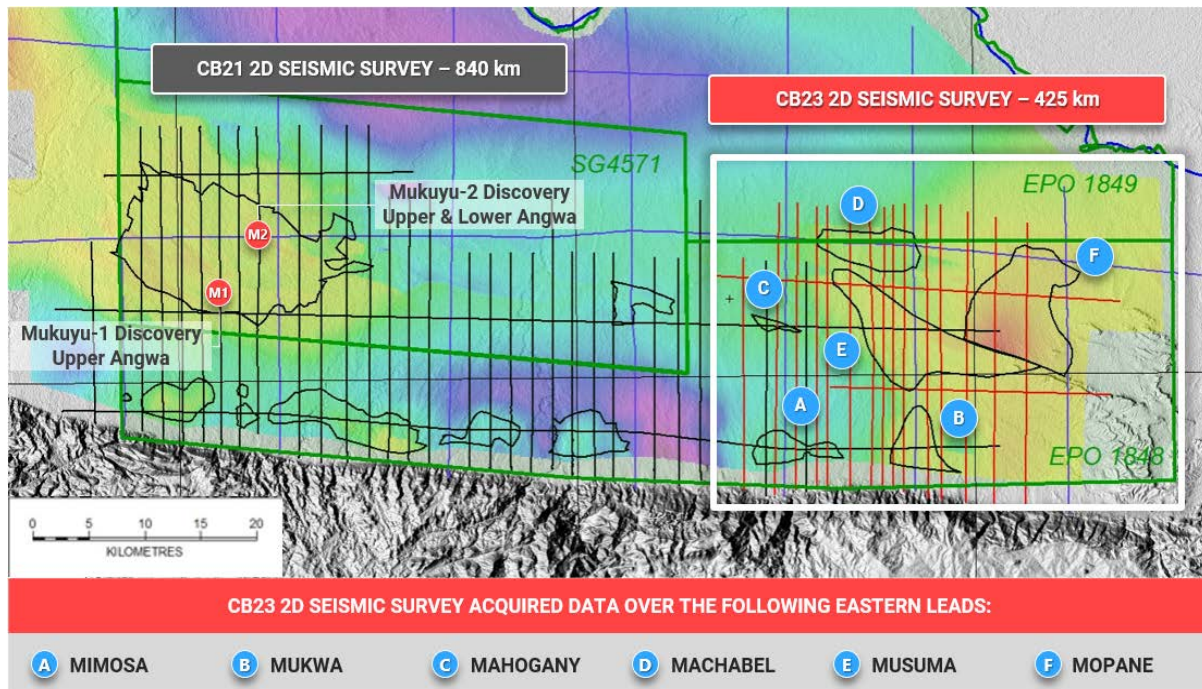 CB21 2D SEISMIC SURVEY – 840 km
CB23 2D SEISMIC SURVEY – 425 km
SG4571
EPO 1849
Mukuyu-2 Discovery
Upper & Lower Angwa
D
M2
F
C
M1
Mukuyu-1 Discovery
Upper Angwa
E
A
B
EPO 1848
0 5 10 15 20
KILOMETRES
CB23 2D SEISMIC SURVEY ACQUIRED DATA OVER THE FOLLOWING EASTERN LEADS:
A MIMOSA B MUKWA C MAHOGANY D MACHABEL E MUSUMA F MOPANE